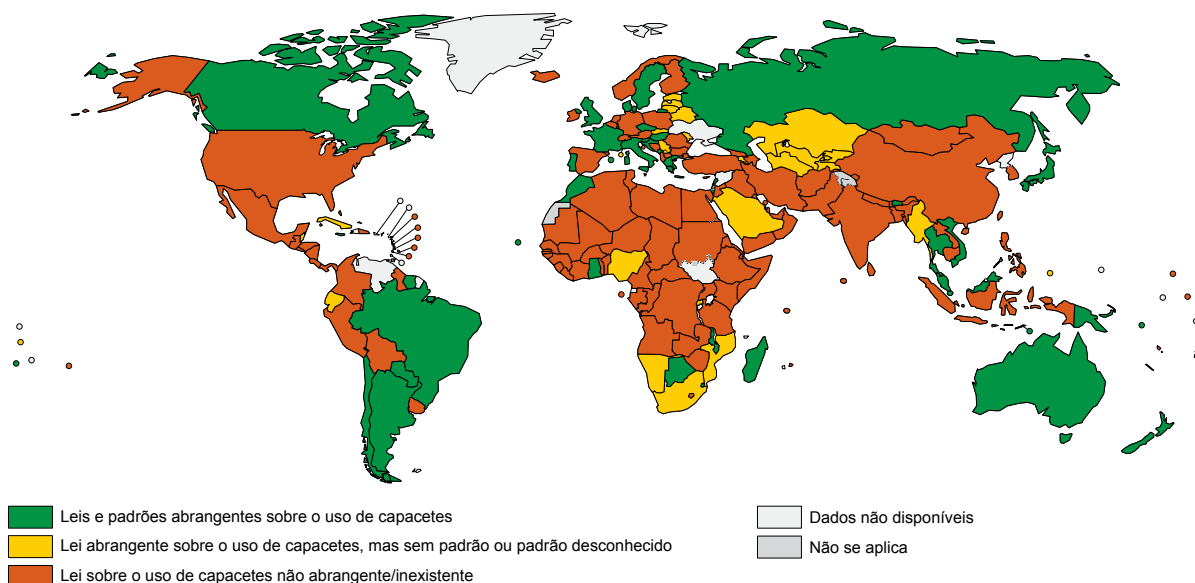 Leis e padrões abrangentes sobre o uso de capacetes
Lei abrangente sobre o uso de capacetes, mas sem padrão ou padrão desconhecido
Lei sobre o uso de capacetes não abrangente/inexistente
Dados não disponíveis
Não se aplica